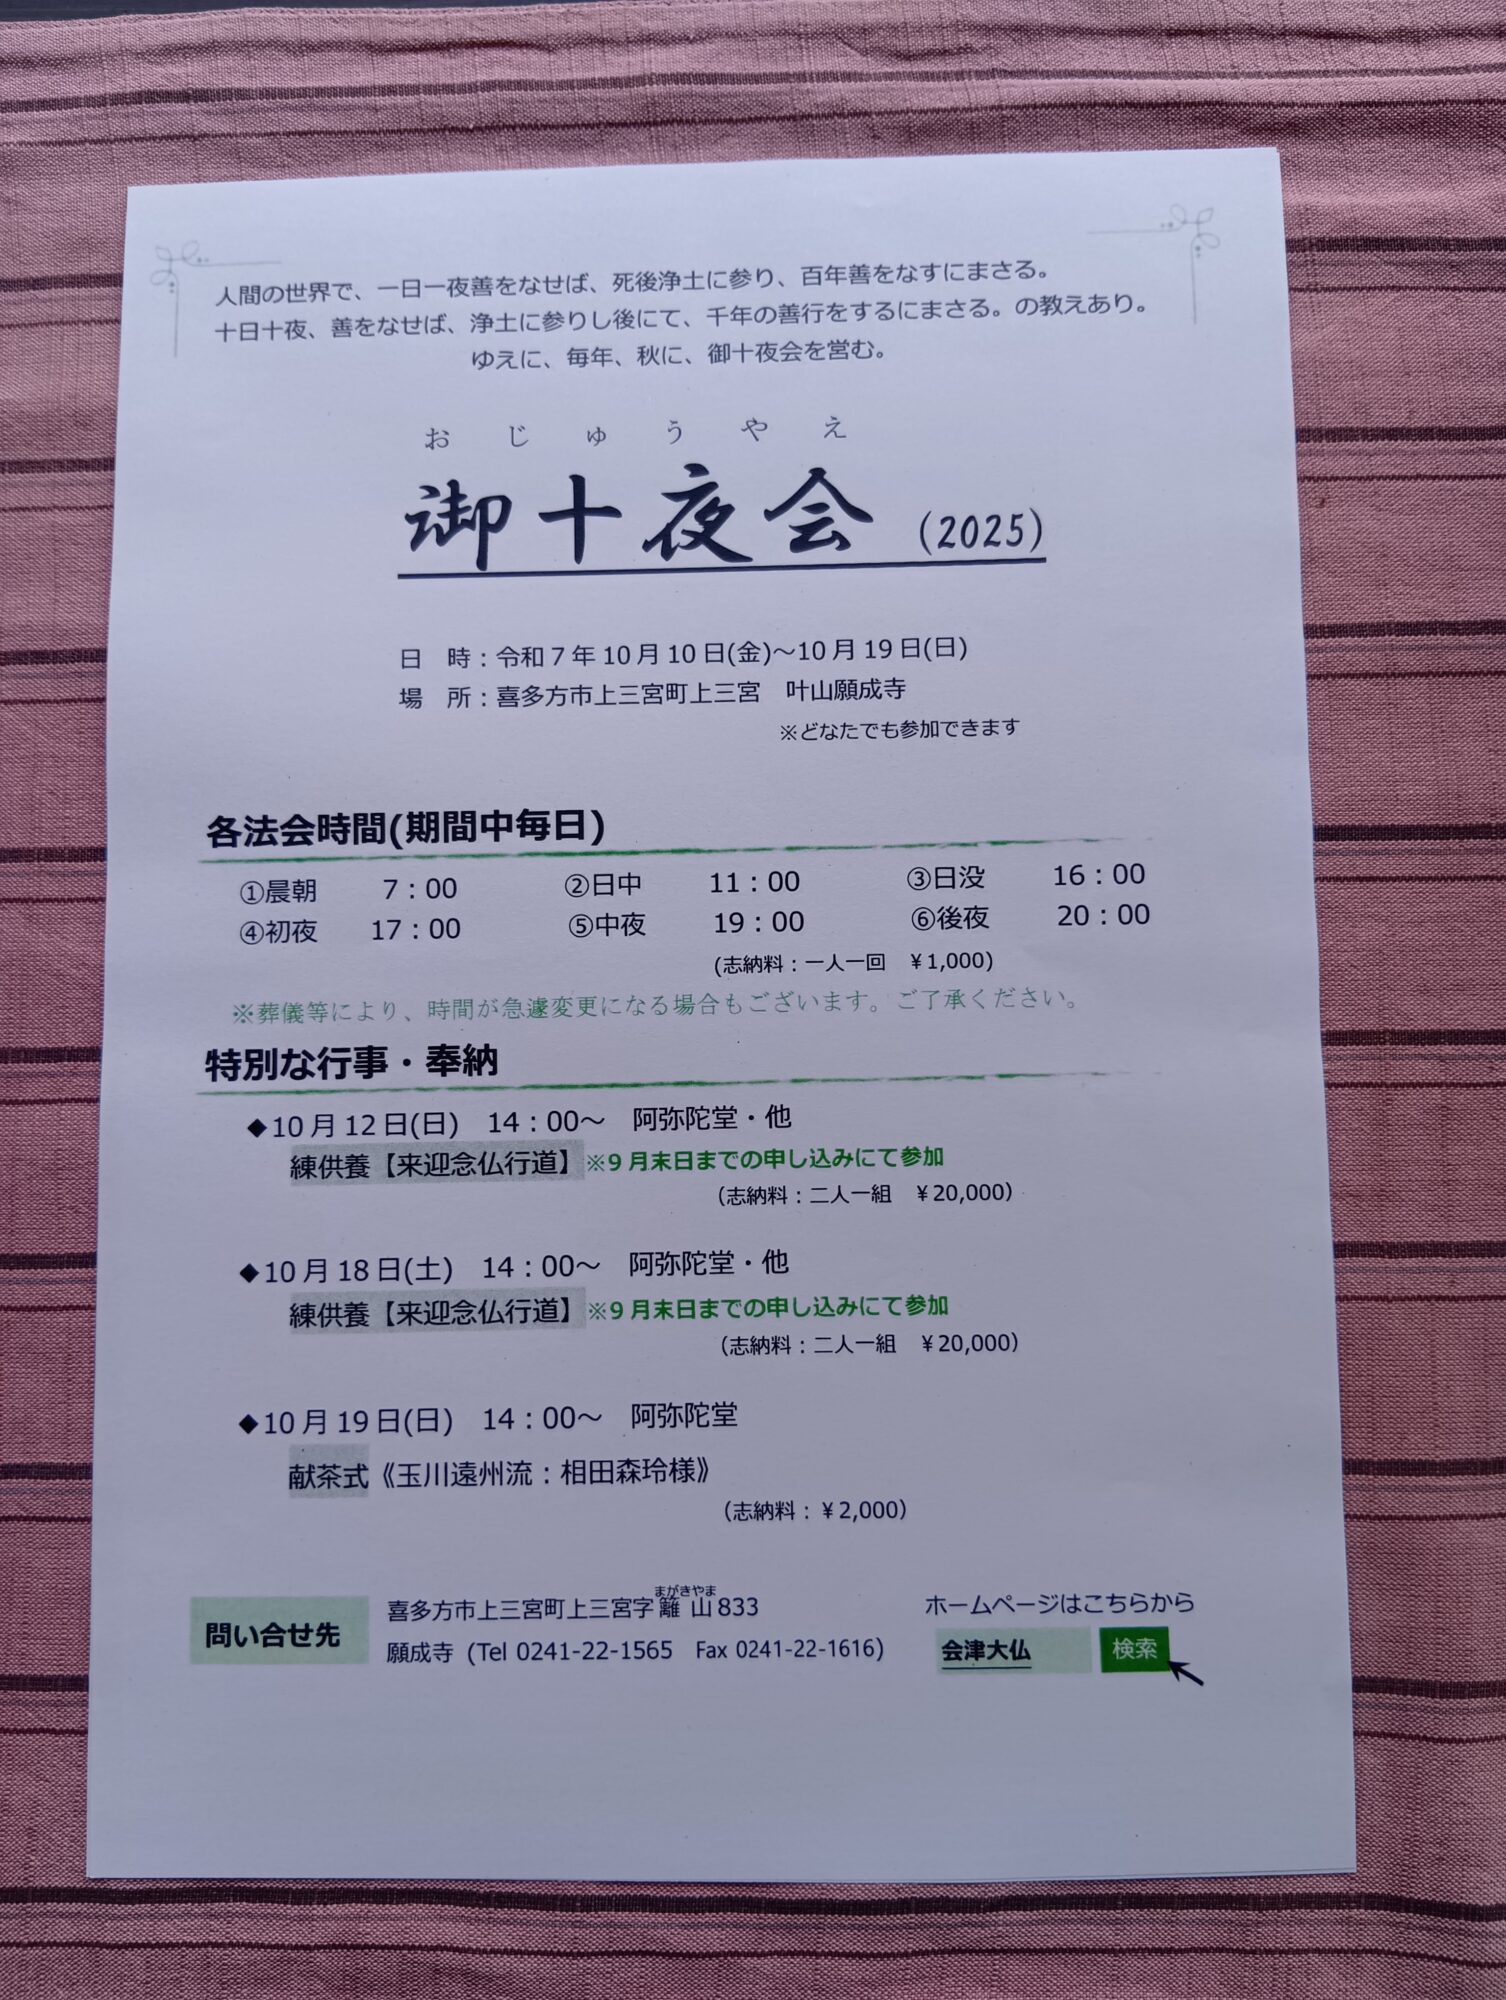 人間の世界で、一日一夜善をなせば、死後浄土に参り、百年善をなすにまさる。
十日十夜、善をなせば、浄土に参りし後にて、千年の善行をするにまさる。の教えあり。
ゆえに、毎年、秋に、御十夜会を営む。
おじゅうやえ
御十夜会 (2025)
日 時：令和7年10月10日(金)～10月19日(日)
場 所：喜多方市上三宮町上三宮 叶山願成寺
※どなたでも参加できます
各法会時間(期間中毎日)
①晨朝 7：00 ②日中 11：00 ③日没 16：00
④初夜 17：00 ⑤中夜 19：00 ⑥後夜 20：00
(志納料：一人一回 ¥1,000)
※葬儀等により、時間が急遽変更になる場合もございます。ご了承ください。
特別な行事・奉納
◆10月12日(日) 14：00～ 阿弥陀堂・他
練供養【来迎念仏行道】※9月末日までの申し込みにて参加
(志納料：二人一組 ¥20,000)
◆10月18日(土) 14：00～ 阿弥陀堂・他
練供養【来迎念仏行道】※9月末日までの申し込みにて参加
(志納料：二人一組 ¥20,000)
◆10月19日(日) 14：00～ 阿弥陀堂
献茶式《玉川遠州流：相田森玲様》
(志納料：¥2,000)
問い合せ先
まがきやま
喜多方市上三宮町上三宮字籬山833
願成寺 (Tel 0241-22-1565 Fax 0241-22-1616)
ホームページはこちらから
会津大仏 検索